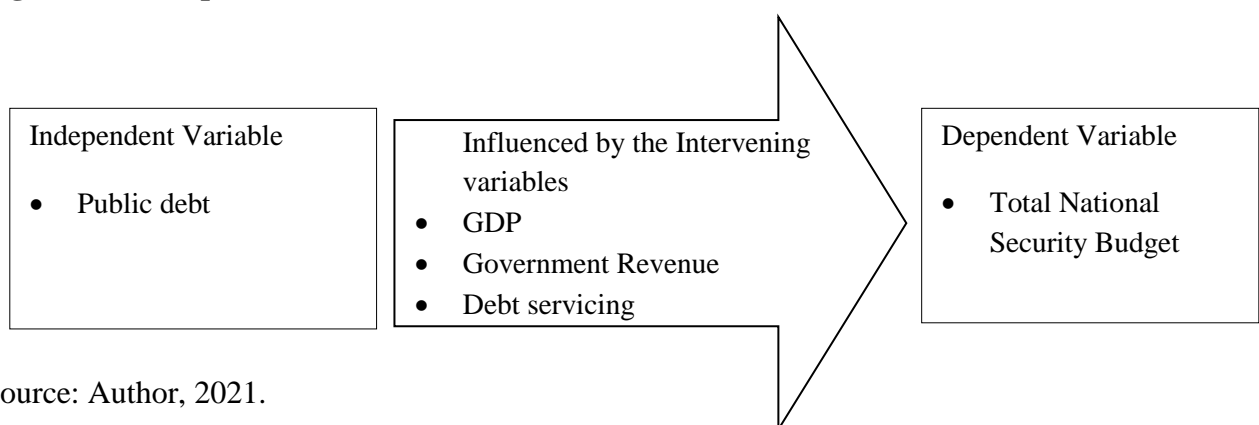 Independent Variable
• Public debt
Influenced by the Intervening
variables
• GDP
• Government Revenue
• Debt servicing
Dependent Variable
• Total National
Security Budget
ource: Author, 2021.